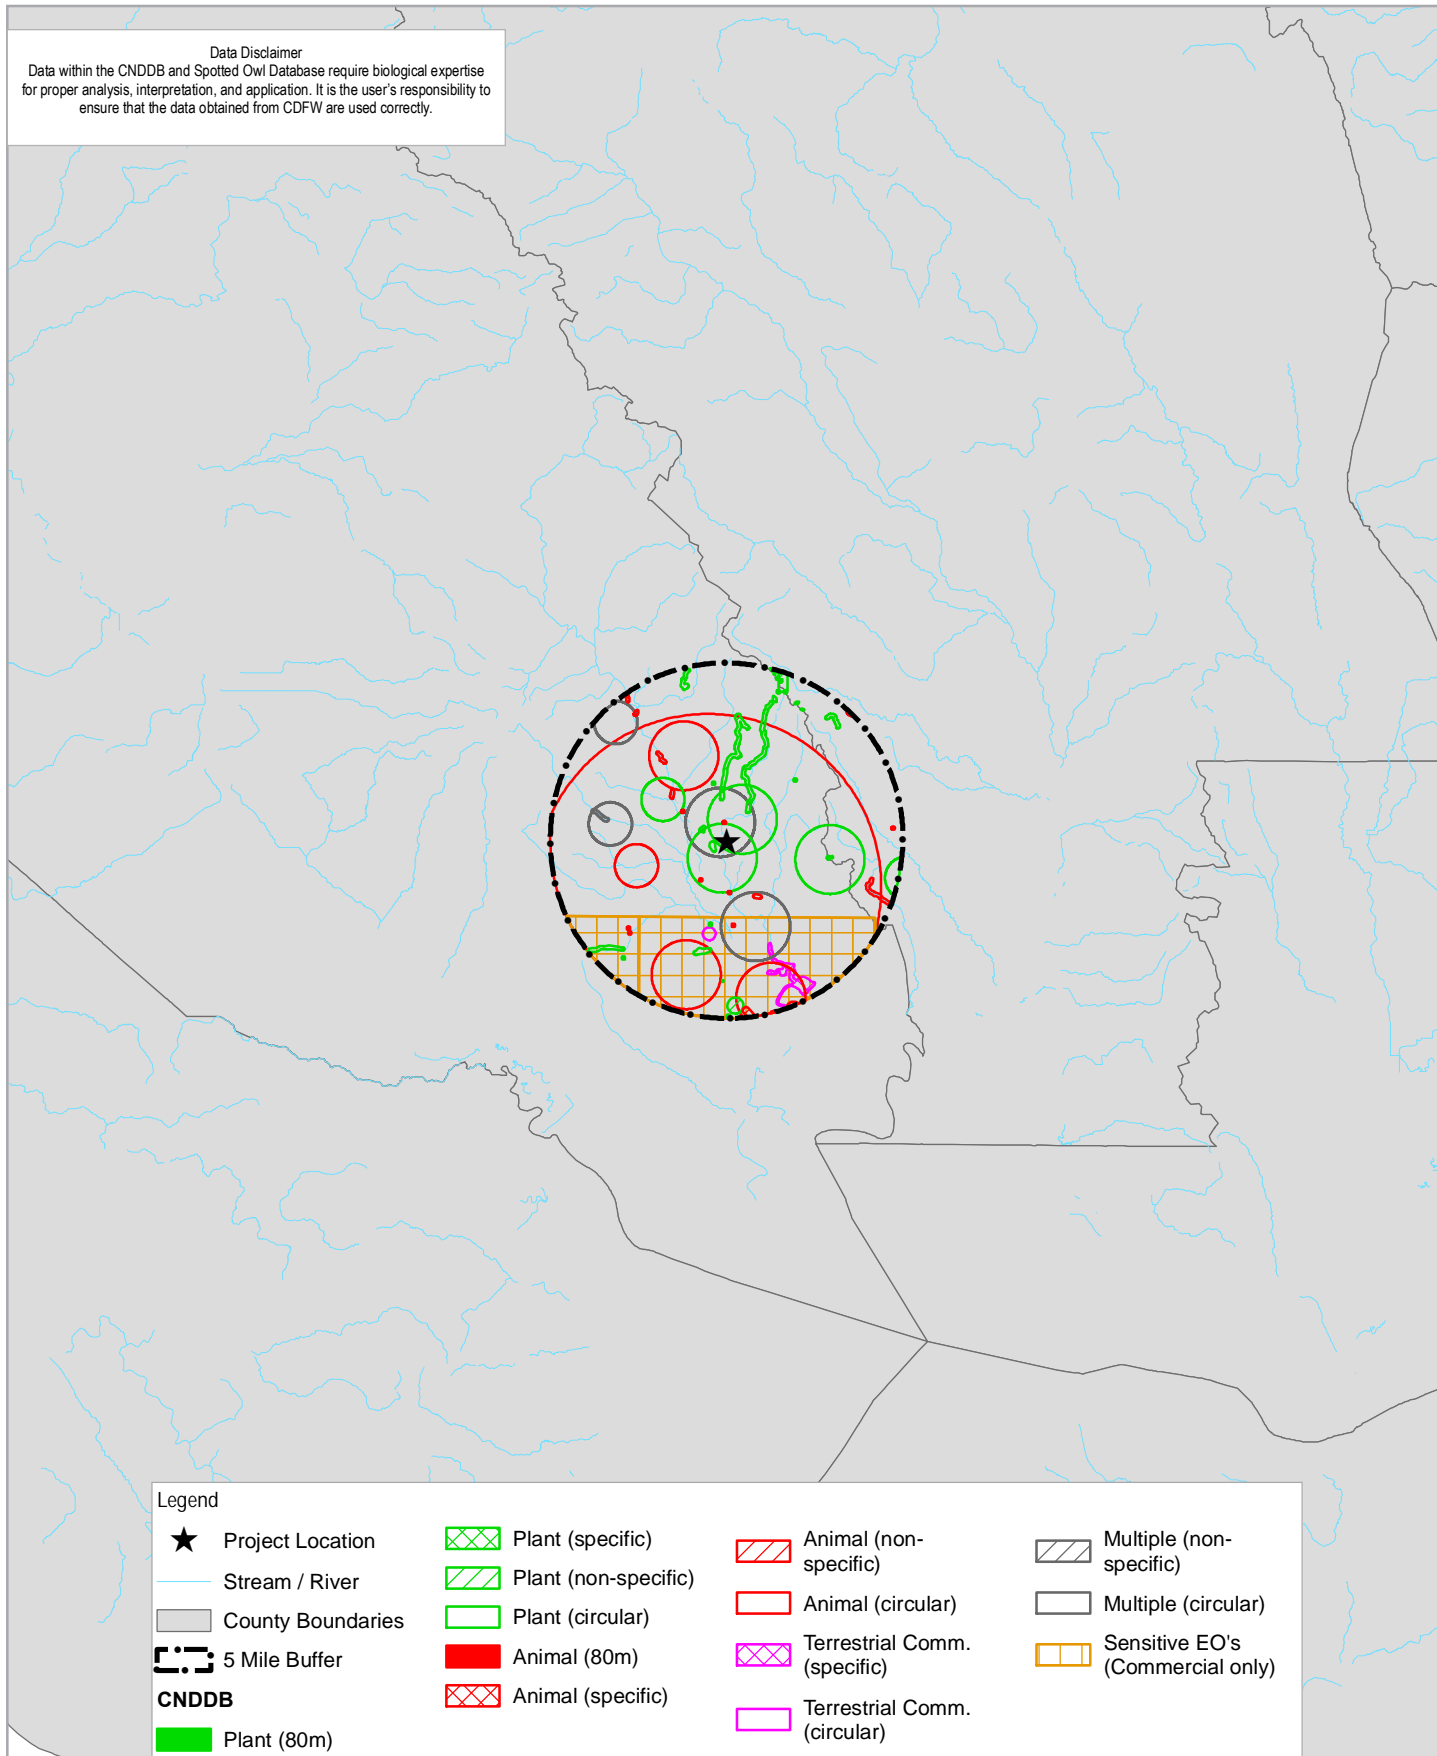 Data Disclaimer
Data within the CNDDB and Spotted Owl Database require biological expertise
for proper analysis, interpretation, and application. It is the user's responsibility to
ensure that the data obtained from CDFW are used correctly.
Legend
Project Location
Stream / River
County Boundaries
5 Mile Buffer
CNDDB
Plant (80m)
Plant (specific)
Plant (non-specific)
Plant (circular)
Animal (80m)
Animal (specific)
Animal (non-
specific)
Animal (circular)
Terrestrial Comm.
(specific)
Terrestrial Comm.
(circular)
Multiple (non-
specific)
Multiple (circular)
Sensitive EO's
(Commercial only)